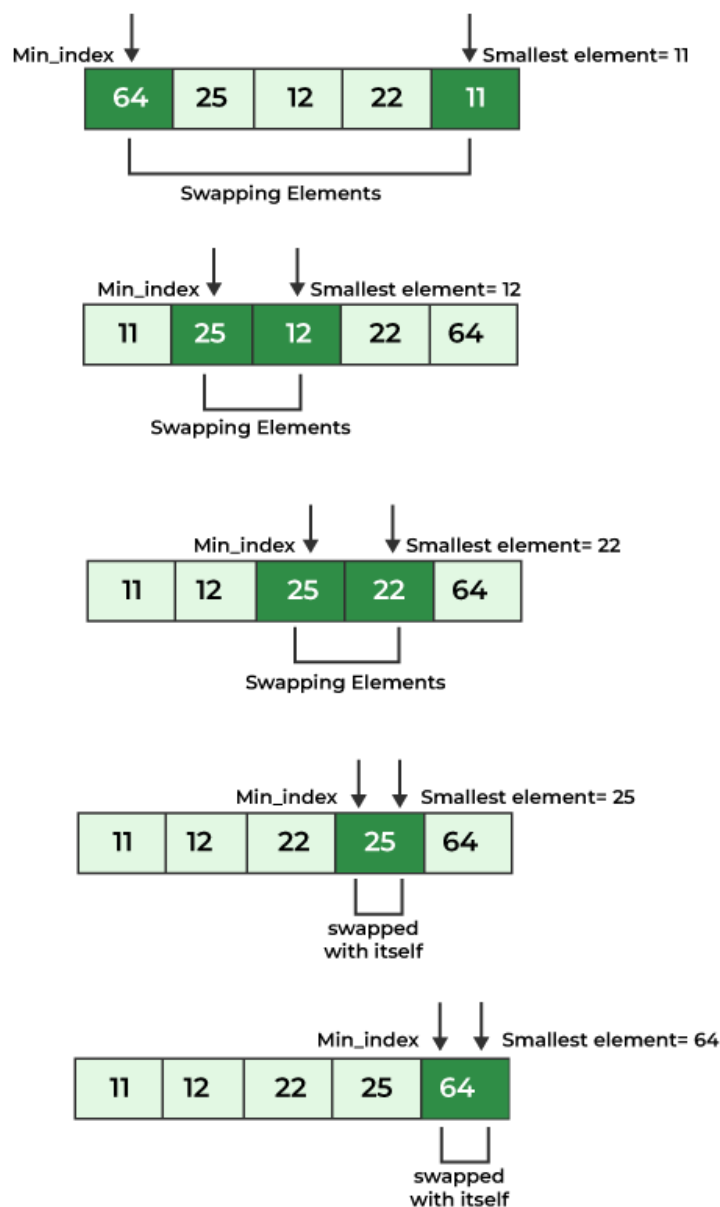 Min_index Smallest element= 11
64 25 12 22 11
Swapping Elements
Min_index Smallest element= 12
11 25 12 22 64
Swapping Elements
Min_index Smallest element= 22
11 12 25 22 64
Swapping Elements
Min_index Smallest element= 25
11 12 22 25 64
swapped
with itself
Min_index Smallest element= 64
11 12 22 25 64
swapped
with itself